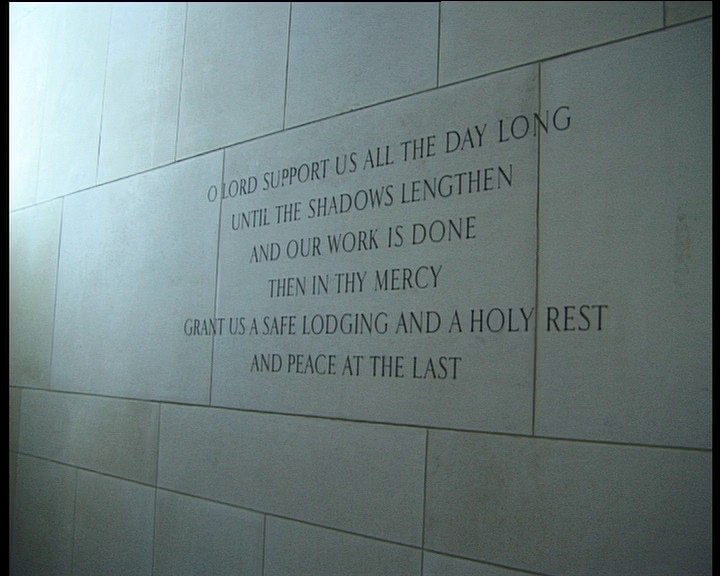 O LORD SUPPORT US ALL THE DAY LONG
UNTIL THE SHADOWS LENGTHEN
AND OUR WORK IS DONE
THEN IN THY MERCY
GRANT US A SAFE LODGING AND A HOLY REST
AND PEACE AT THE LAST